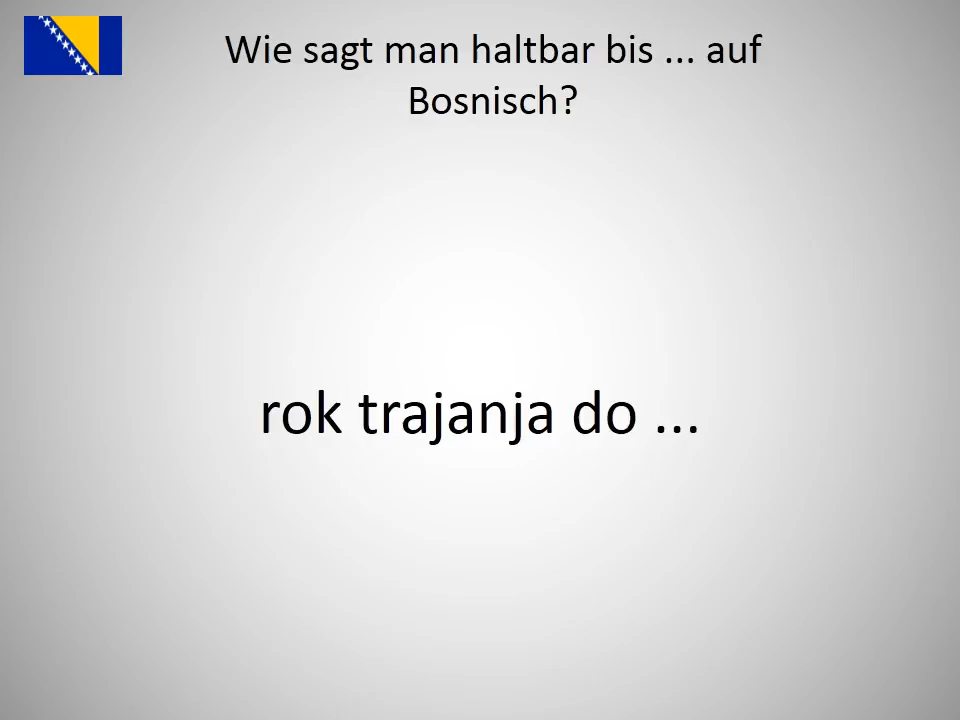 Wie sagt man haltbar bis ... auf
Bosnisch?
rok trajanja do ...